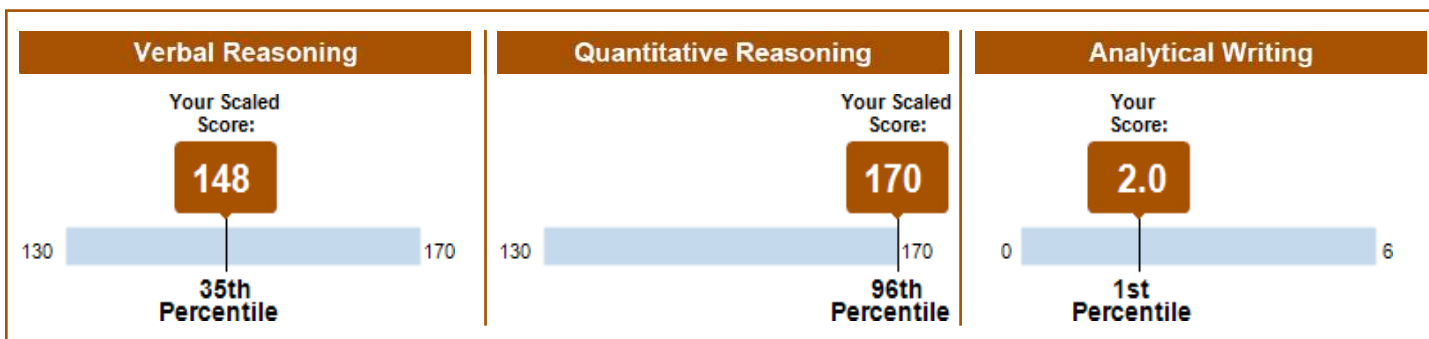 Verbal Reasoning
Your Scaled
Score:
148
130
170
35th
Percentile
Quantitative Reasoning
Your Scaled
Score:
170
130
170
96th
Percentile
Analytical Writing
Your
Score:
2.0
0
6
1st
Percentile